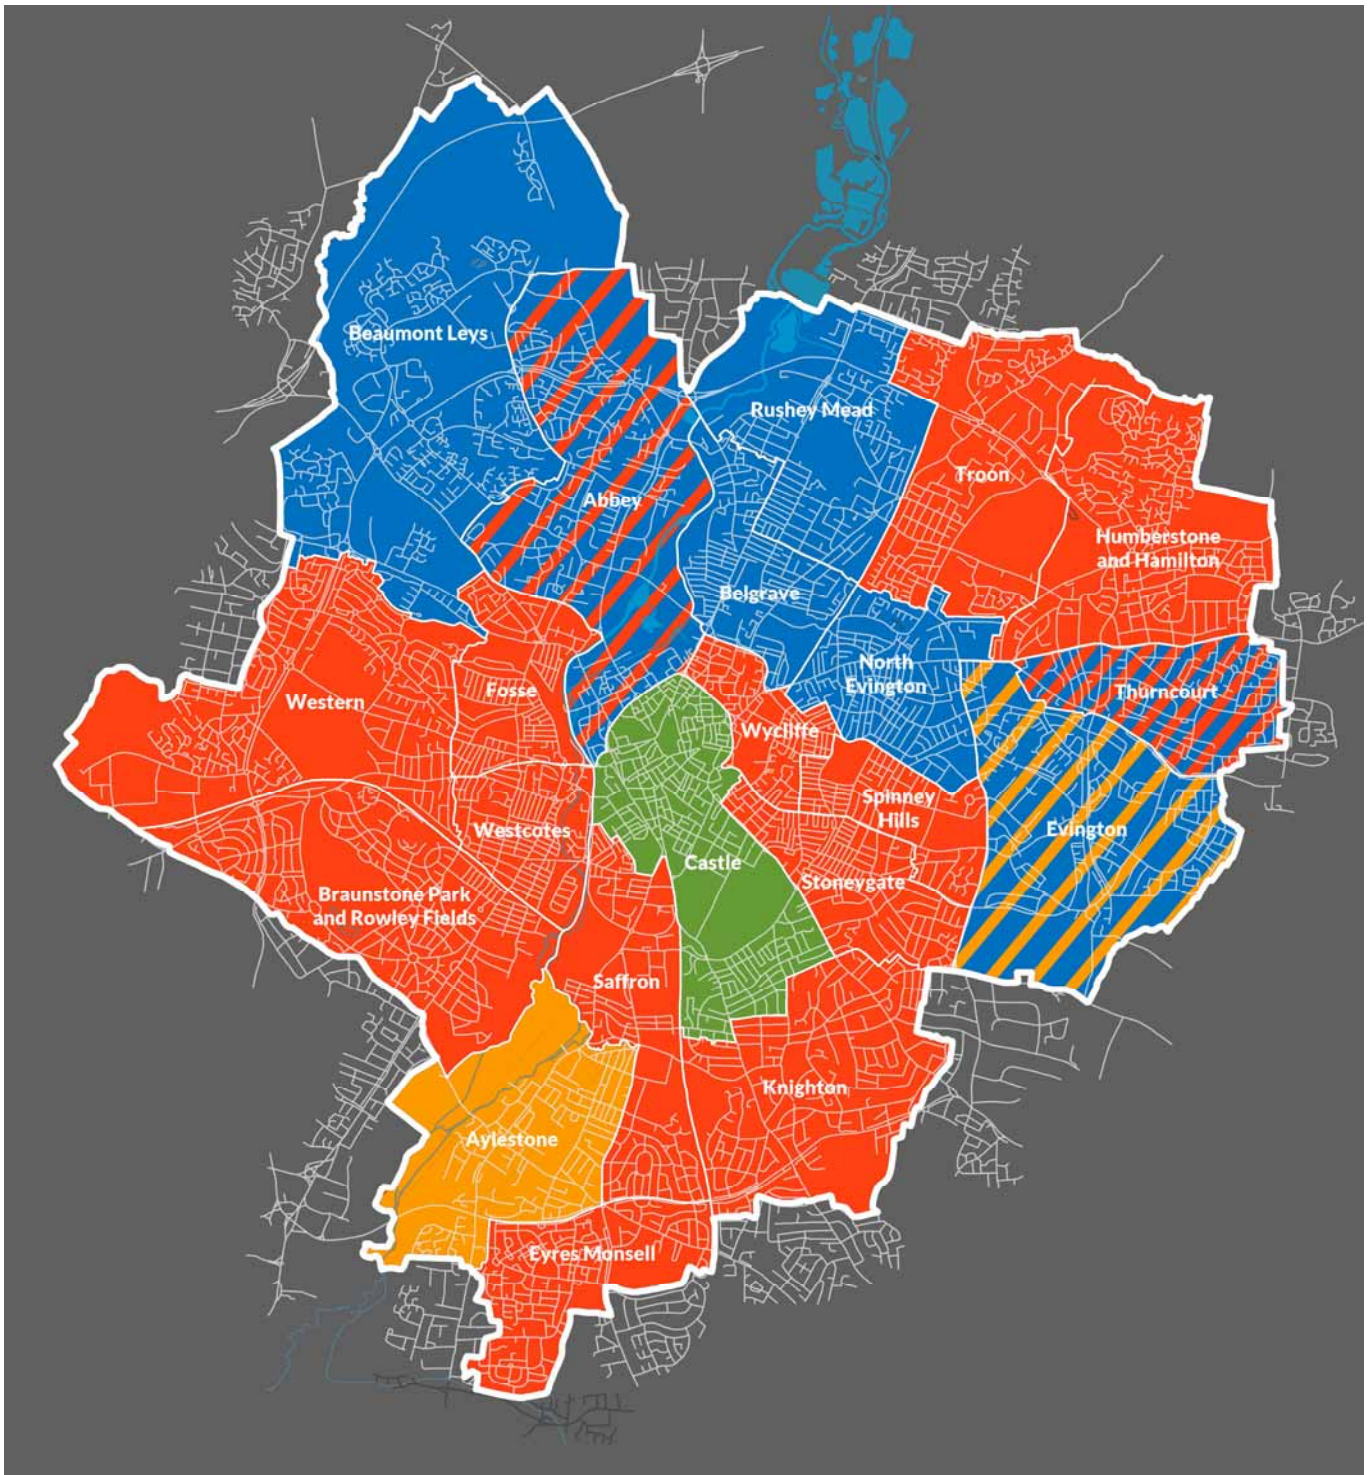 Beaumont Leys
Rushey Mead
Abbey
Troon
Humberstone
and Hamilton
Belgrave
North
Evington
Thurncourt
Western
Fosse
Wycliffe
Spinney
Hills
Evington
Westcotes
Castle
Stoneygate
Braunstone Park
and Rowley Fields
Saffron
Knighton
Aylestone
Eyres Monsell